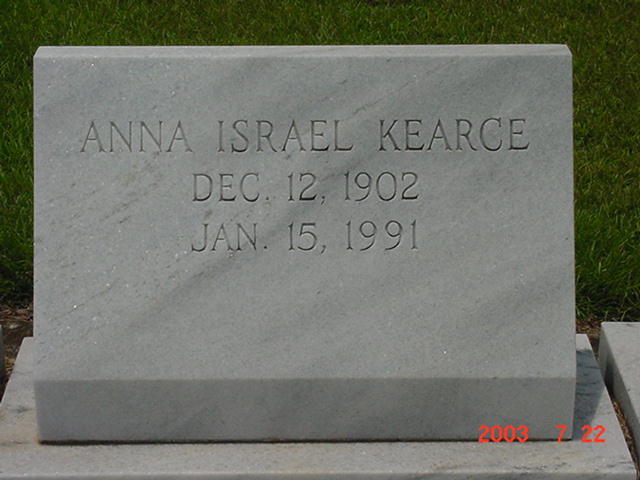 ANNA ISRAEL KEARCE
DEC. 12, 1902
JAN. 15, 1991
2003 7 22